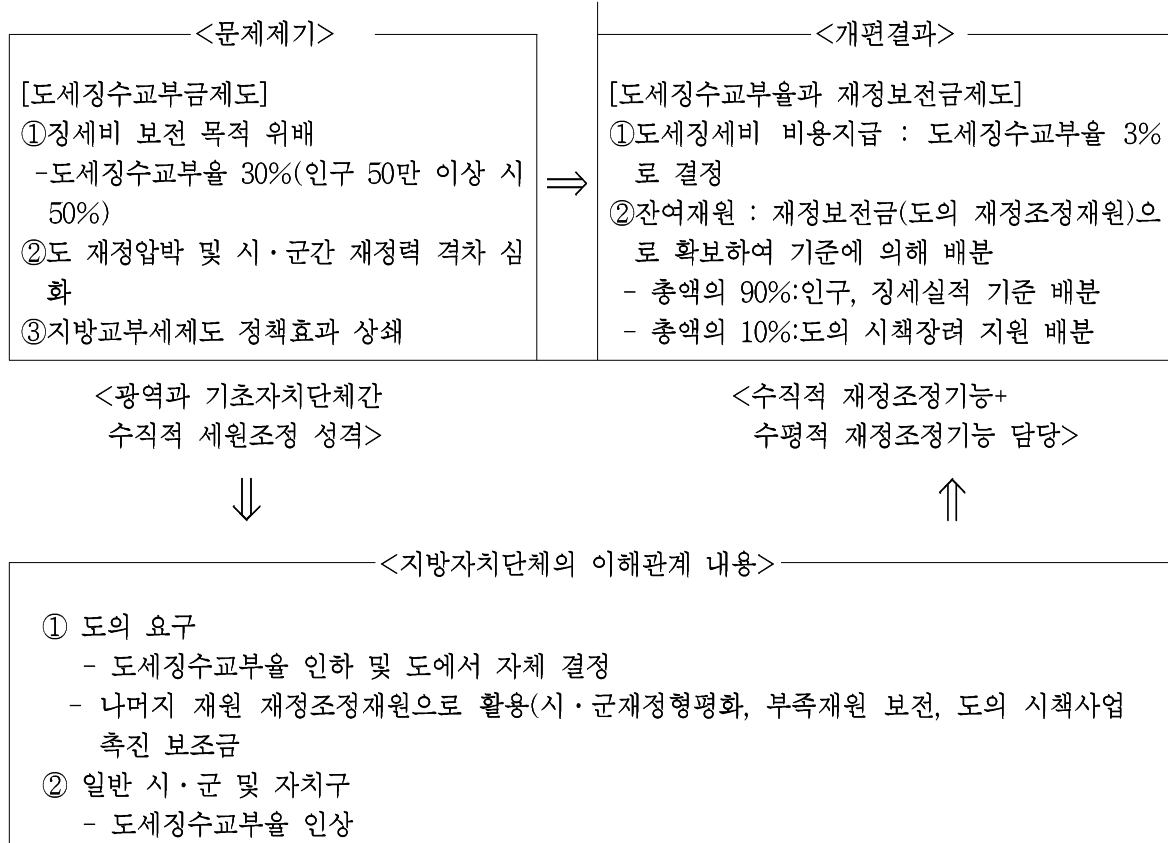 <문제제기>
[도세징수교부금제도]
①징세비 보전 목적 위배
-도세징수교부율 30%(인구 50만 이상 시
50%)
②도 재정압박 및 시·군간 재정력 격차 심
화
③지방교부세제도 정책효과 상쇄
⇒
<개편결과>
[도세징수교부율과 재정보전금제도]
①도세징세비 비용지급 : 도세징수교부율 3%
로 결정
②잔여재원 : 재정보전금(도의 재정조정재원)으
로 확보하여 기준에 의해 배분
- 총액의 90%:인구, 징세실적 기준 배분
- 총액의 10%:도의 시책장려 지원 배분
<광역과 기초자치단체간
수직적 세원조정 성격>
<수직적 재정조정기능+
수평적 재정조정기능 담당>
⇓ ⇑
<지방자치단체의 이해관계 내용>
① 도의 요구
- 도세징수교부율 인하 및 도에서 자체 결정
- 나머지 재원 재정조정재원으로 활용(시·군재정형평화, 부족재원 보전, 도의 시책사업
촉진 보조금
② 일반 시·군 및 자치구
- 도세징수교부율 인상